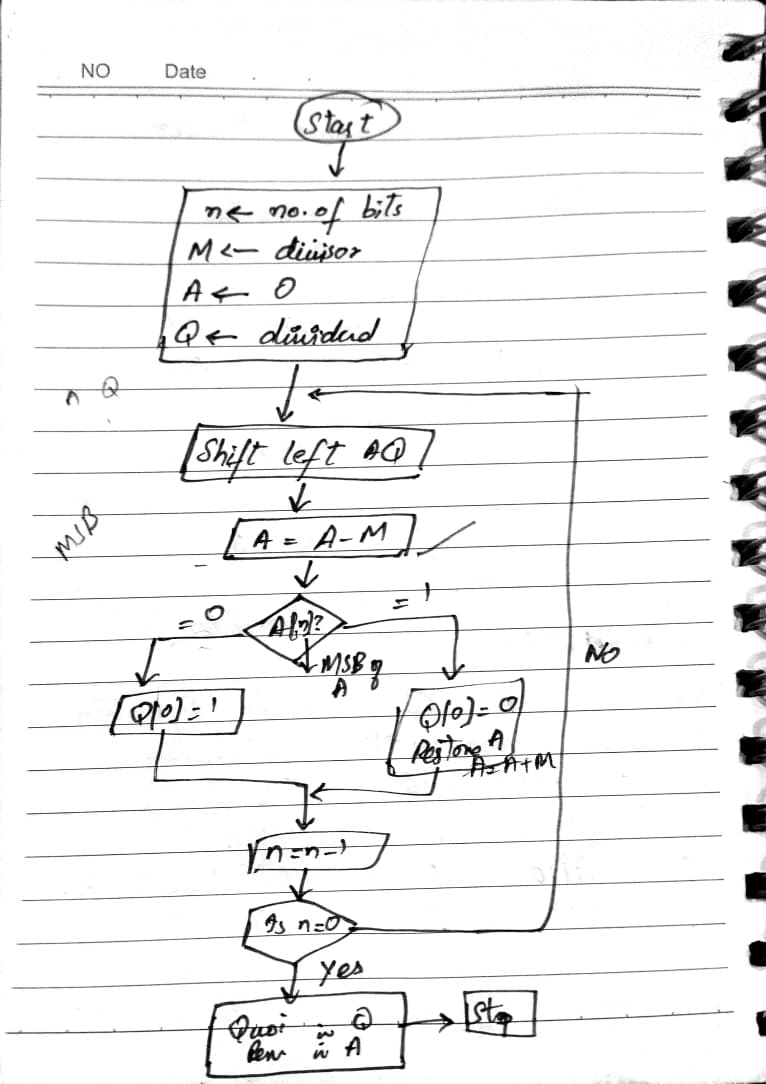 NO Date
Start
n ← no. of bits
M ← divisor
A ← 0
Q ← dividend
n Q
Shift left AQ
MSB
A = A - M
= 0
A[n]?
= 1
MSB of
A
NO
Q[0] = 1
Q[0] = 0
Restore A
A = A + M
n = n - 1
Is n = 0
Yes
Quoi in Q
Rem in A
Stop